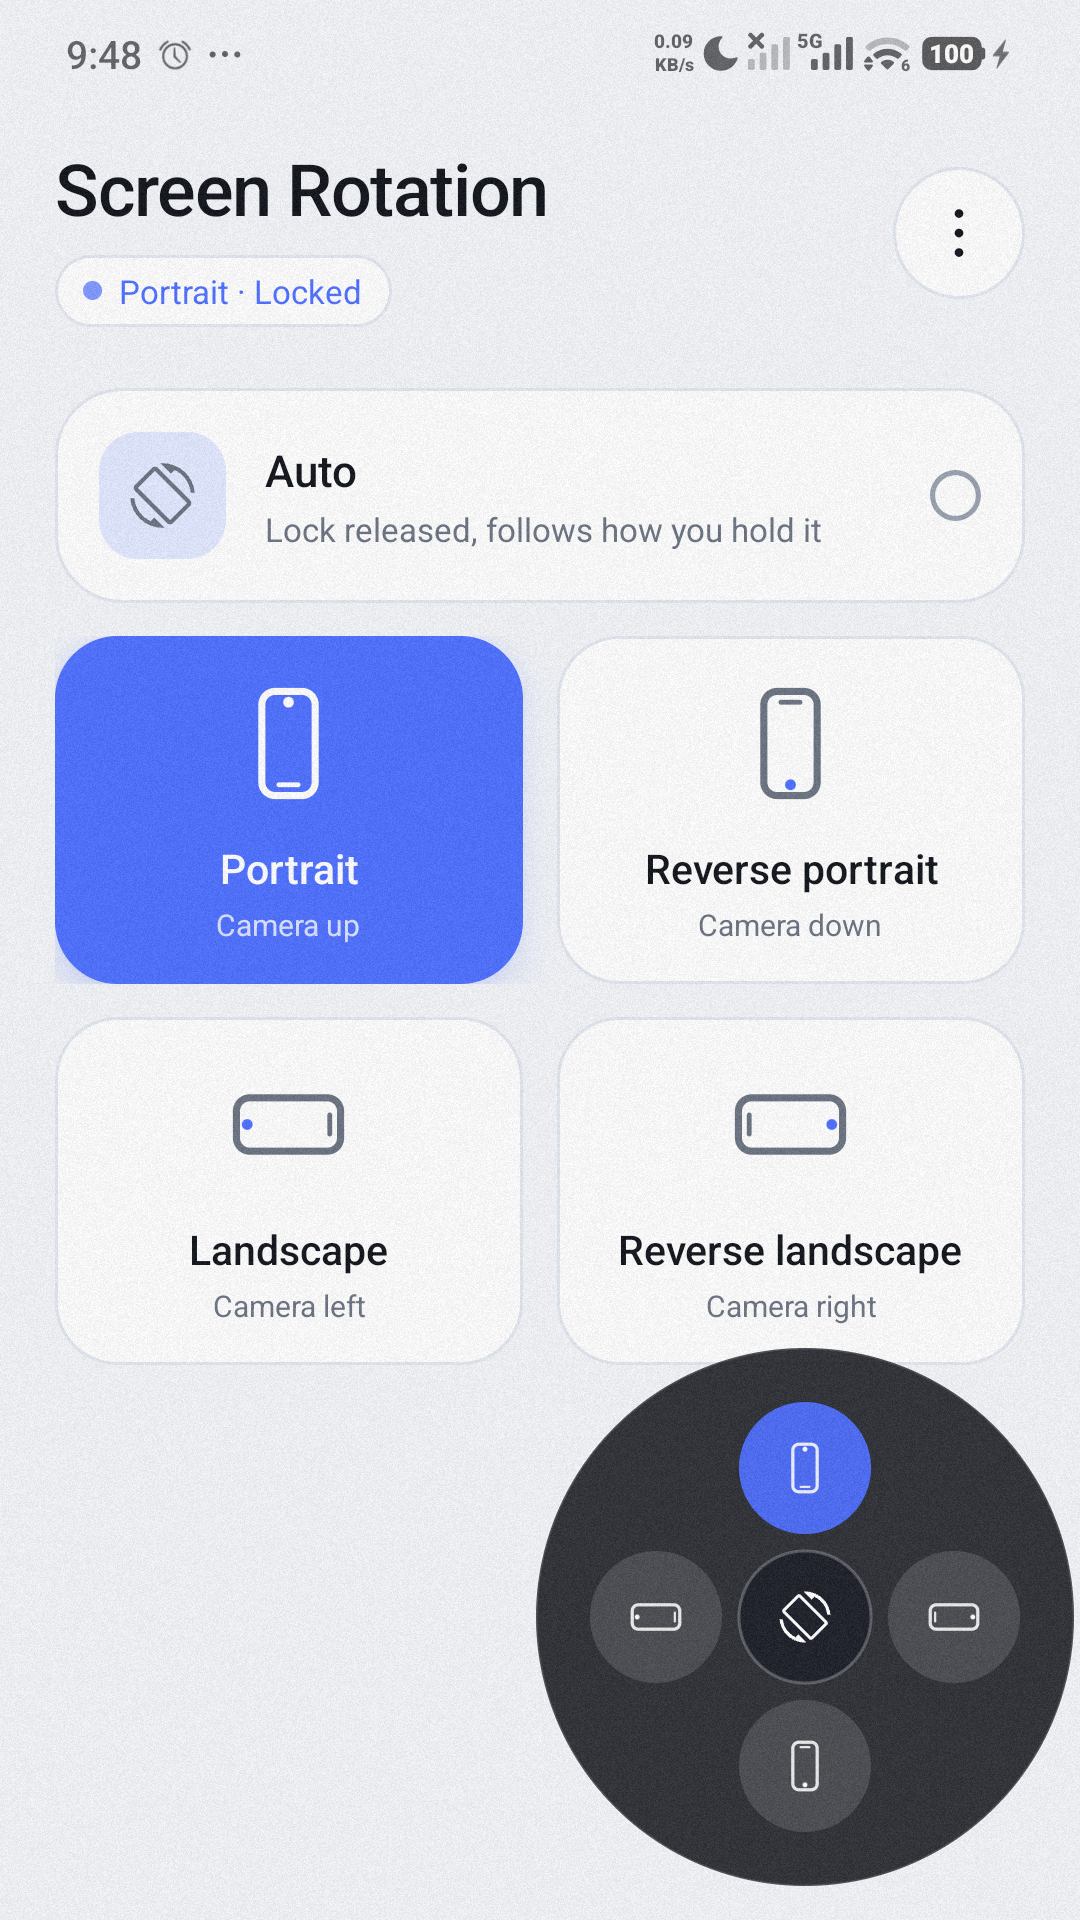 9:48
0.09
KB/s
5G
6
100
Screen Rotation
Portrait · Locked
Auto
Lock released, follows how you hold it
Portrait
Camera up
Reverse portrait
Camera down
Landscape
Camera left
Reverse landscape
Camera right